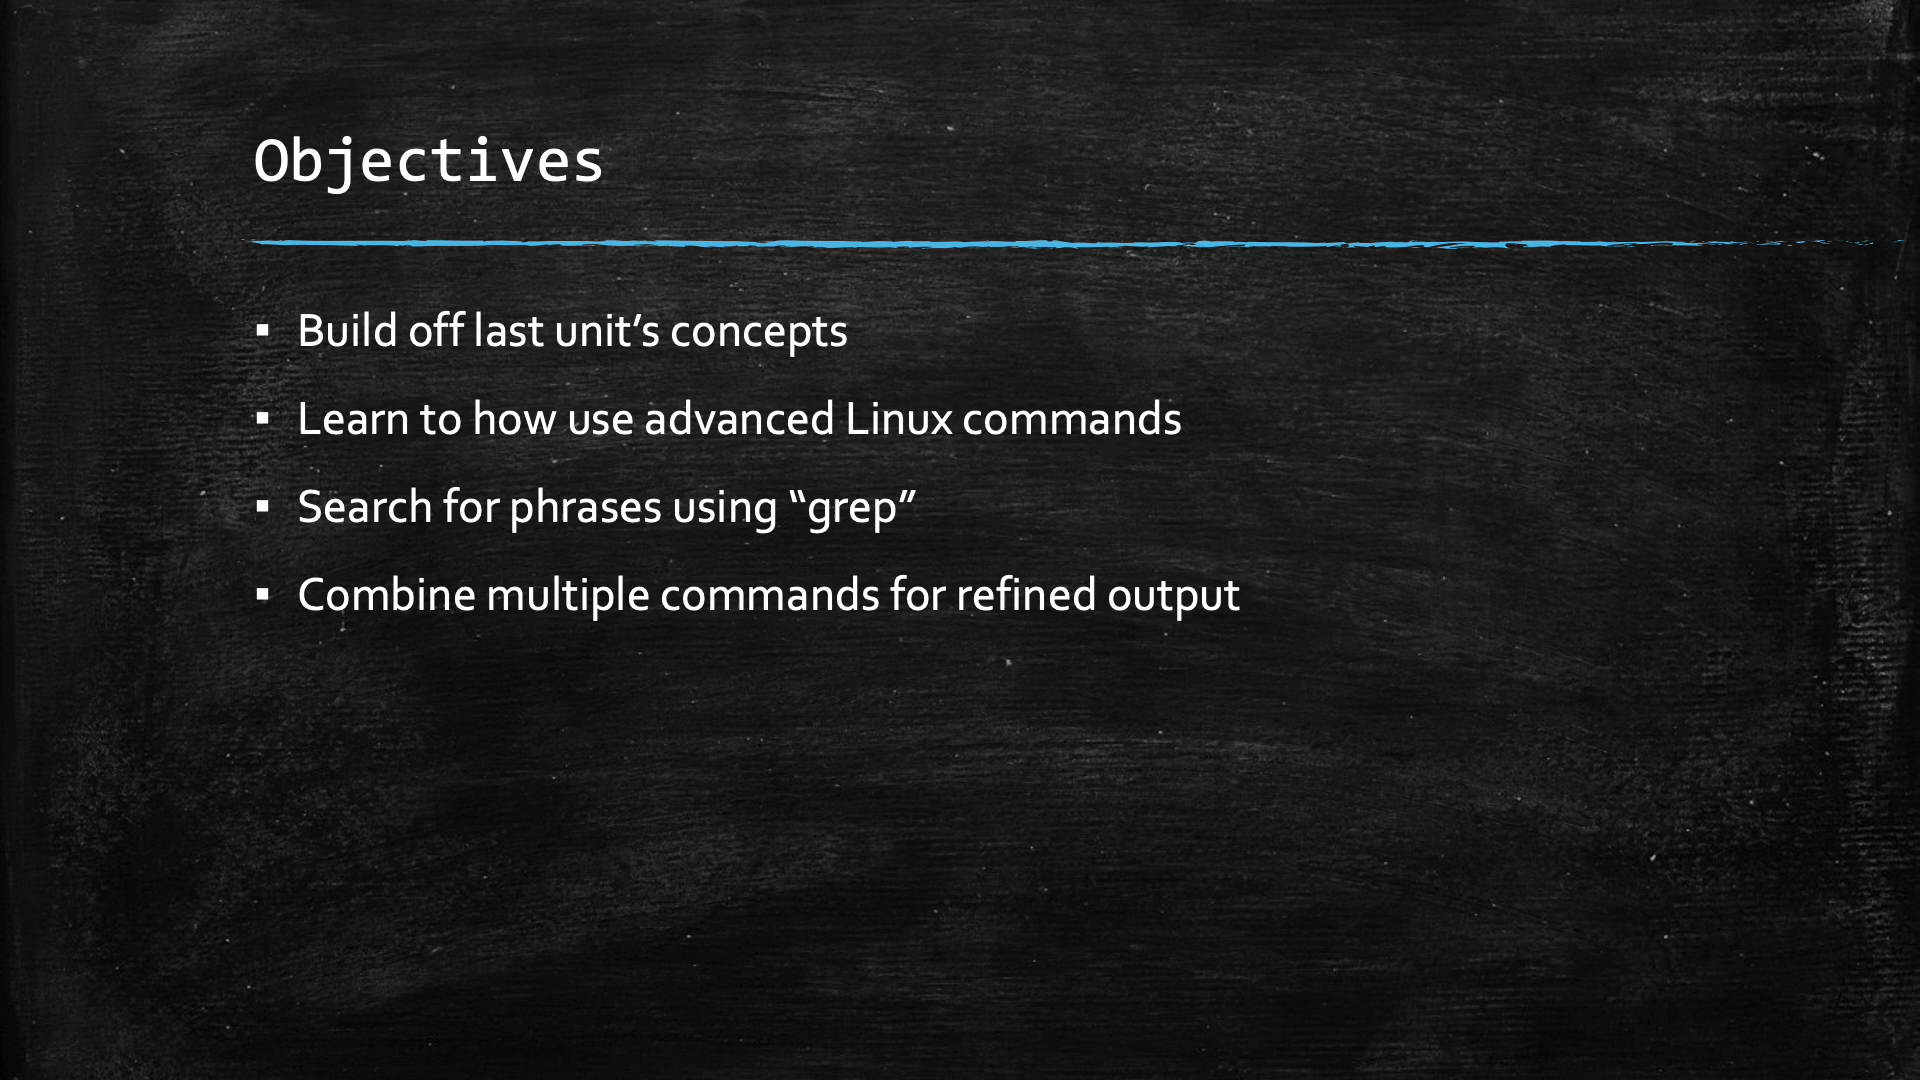 Objectives
▪ Build off last unit’s concepts
▪ Learn to how use advanced Linux commands
▪ Search for phrases using “grep”
▪ Combine multiple commands for refined output